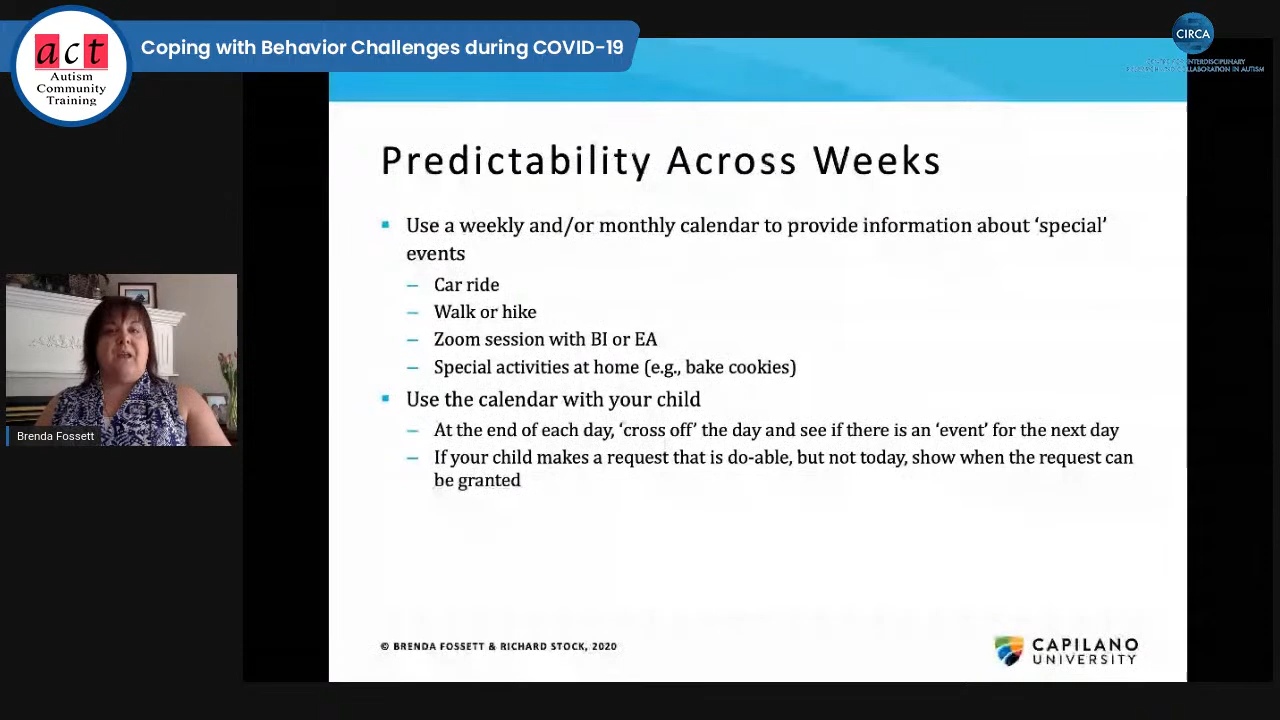 act
Autism
Community
Training
Coping with Behavior Challenges during COVID-19
CIRCA
INTERDISCIPLINARY
COLLABORATION IN AUTISM
Predictability Across Weeks
▪ Use a weekly and/or monthly calendar to provide information about ‘special’
events
– Car ride
– Walk or hike
– Zoom session with BI or EA
– Special activities at home (e.g., bake cookies)
▪ Use the calendar with your child
– At the end of each day, ‘cross off’ the day and see if there is an ‘event’ for the next day
– If your child makes a request that is do-able, but not today, show when the request can
be granted
Brenda Fossett
© BRENDA FOSSETT & RICHARD STOCK, 2020
CAPILANO
UNIVERSITY